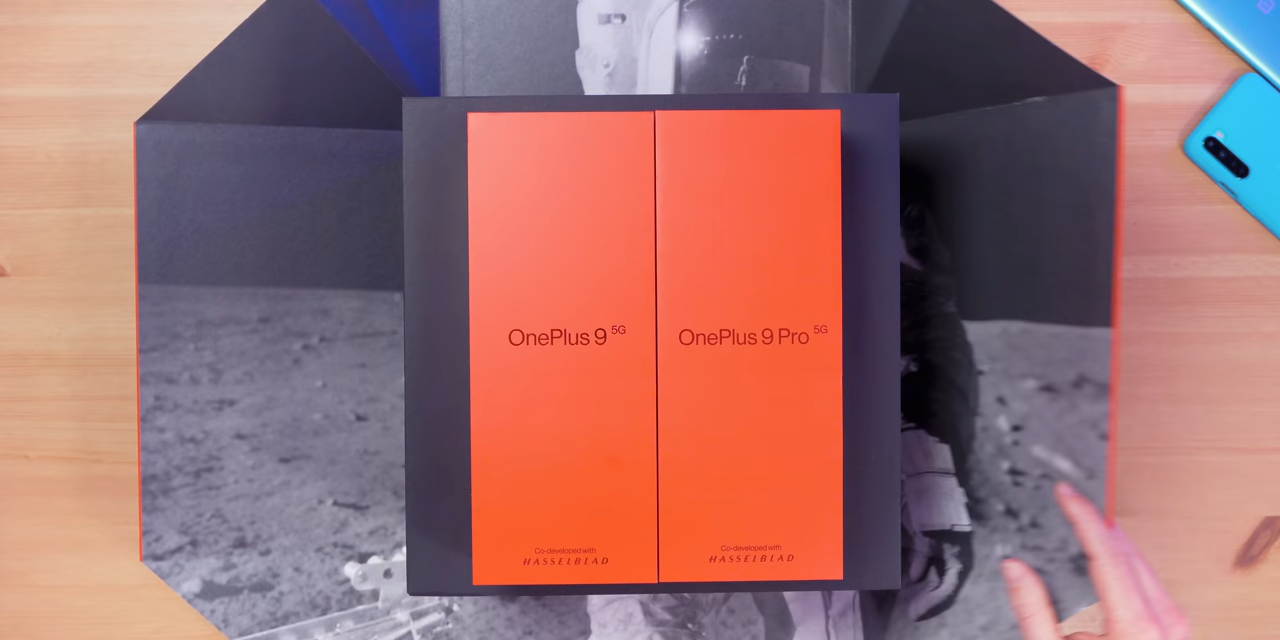 OnePlus 9 5G
OnePlus 9 Pro 5G
Co-developed with
HASSELBLAD
Co-developed with
HASSELBLAD